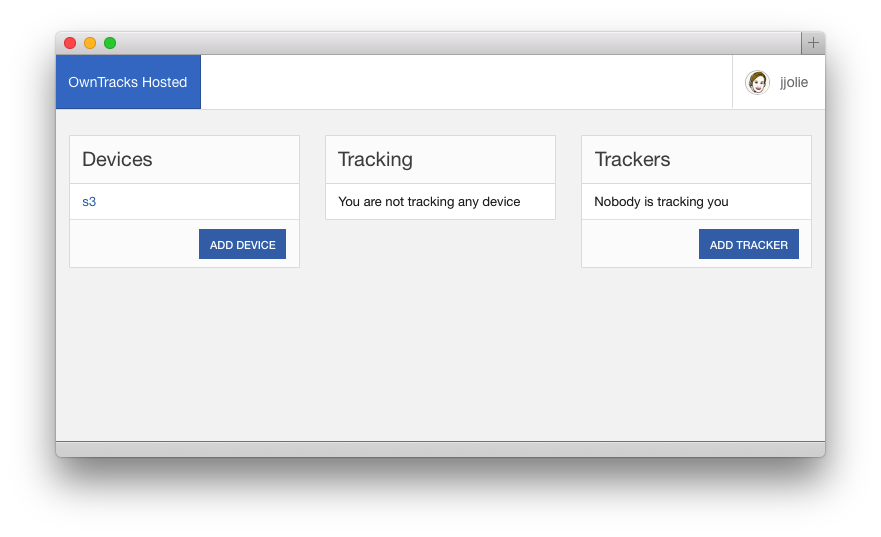 OwnTracks Hosted
jjolie
Devices
s3
ADD DEVICE
Tracking
You are not tracking any device
Trackers
Nobody is tracking you
ADD TRACKER